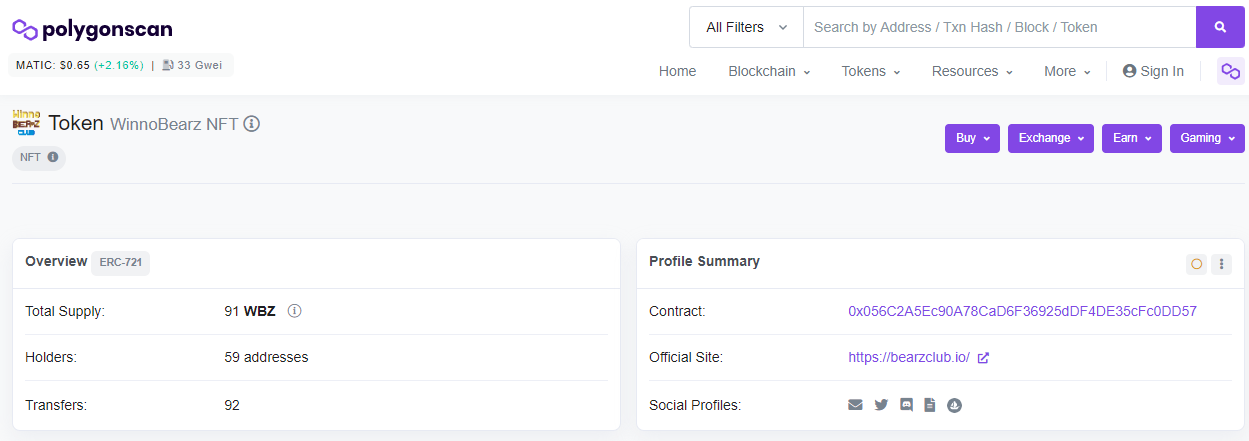 polygonscan
All Filters
Search by Address / Txn Hash / Block / Token
MATIC: $0.65 (+2.16%) | 33 Gwei
Home Blockchain Tokens Resources More Sign In
Winno
BEARZ
CLUB
Token WinnoBearz NFT
NFT
Buy Exchange Earn Gaming
Overview ERC-721
Total Supply: 91 WBZ
Holders: 59 addresses
Transfers: 92
Profile Summary
Contract: 0x056C2A5Ec90A78CaD6F36925dDF4DE35cFc0DD57
Official Site: https://bearzclub.io/
Social Profiles: